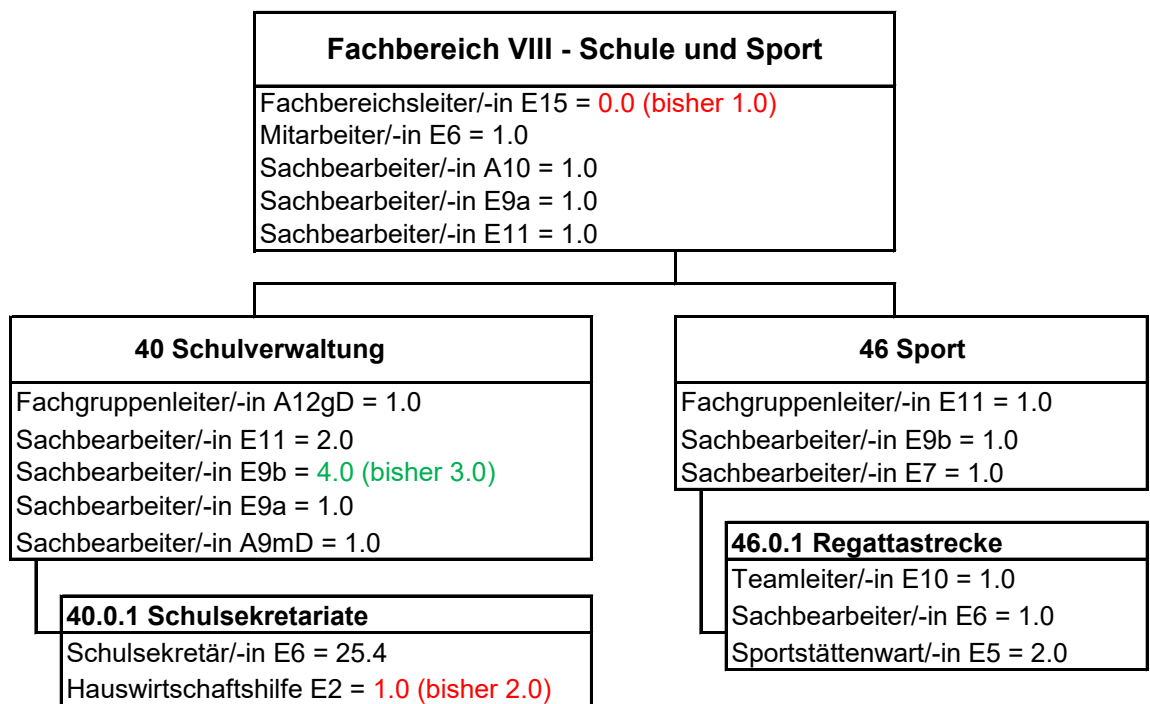 Fachbereich VIII - Schule und Sport
Fachbereichsleiter/-in E15 = 0.0 (bisher 1.0)
Mitarbeiter/-in E6 = 1.0
Sachbearbeiter/-in A10 = 1.0
Sachbearbeiter/-in E9a = 1.0
Sachbearbeiter/-in E11 = 1.0
40 Schulverwaltung
Fachgruppenleiter/-in A12gD = 1.0
Sachbearbeiter/-in E11 = 2.0
Sachbearbeiter/-in E9b = 4.0 (bisher 3.0)
Sachbearbeiter/-in E9a = 1.0
Sachbearbeiter/-in A9mD = 1.0
40.0.1 Schulsekretariate
Schulsekretär/-in E6 = 25.4
Hauswirtschaftshilfe E2 = 1.0 (bisher 2.0)
46 Sport
Fachgruppenleiter/-in E11 = 1.0
Sachbearbeiter/-in E9b = 1.0
Sachbearbeiter/-in E7 = 1.0
46.0.1 Regattastrecke
Teamleiter/-in E10 = 1.0
Sachbearbeiter/-in E6 = 1.0
Sportstättenwart/-in E5 = 2.0